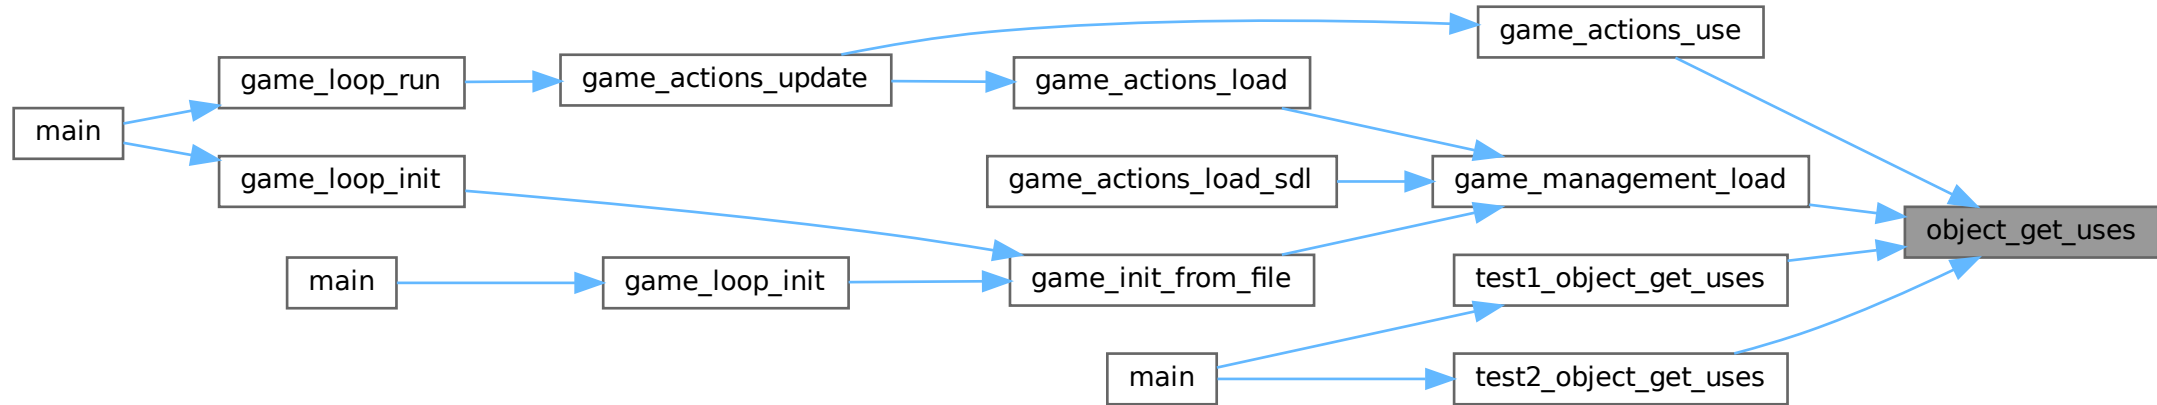 game_actions_use
game_loop_run
game_actions_update
game_actions_load
main
game_loop_init
game_actions_load_sdl
game_management_load
object_get_uses
main
game_loop_init
game_init_from_file
test1_object_get_uses
main
test2_object_get_uses